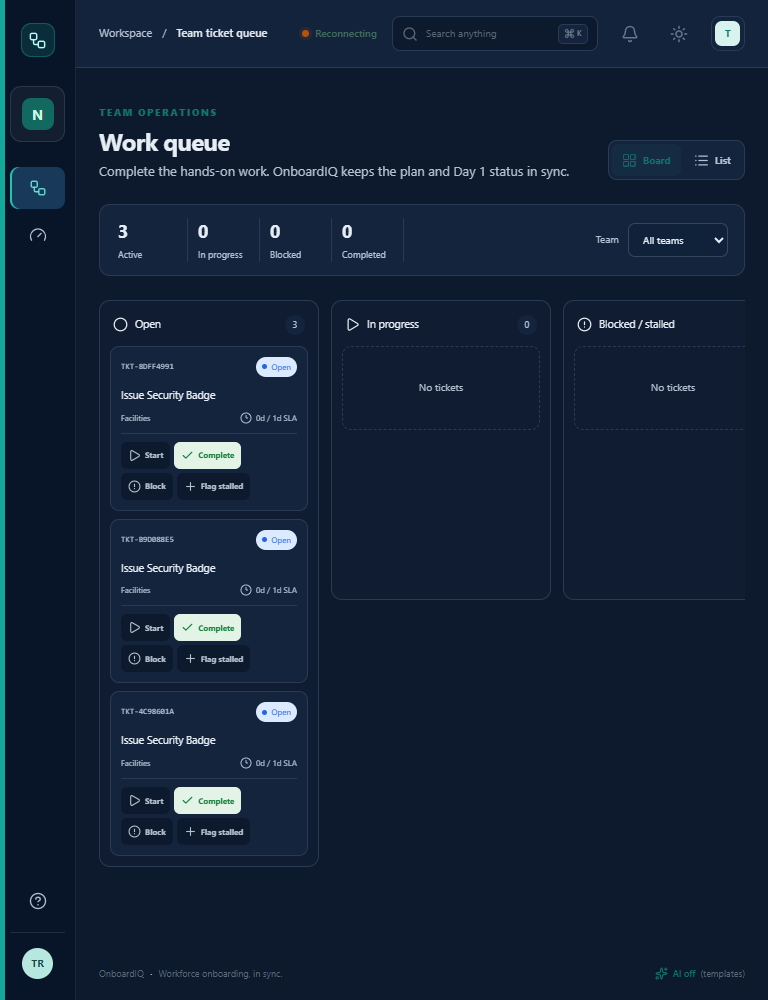 Workspace / Team ticket queue
Reconnecting
Search anything
⌘ K
T
N
TEAM OPERATIONS
Work queue
Complete the hands-on work. OnboardIQ keeps the plan and Day 1 status in sync.
Board
List
3
Active
0
In progress
0
Blocked
0
Completed
Team
All teams
Open
3
TKT-8DFF4991
Open
Issue Security Badge
Facilities
0d / 1d SLA
Start
Complete
Block
Flag stalled
TKT-B9D088E5
Open
Issue Security Badge
Facilities
0d / 1d SLA
Start
Complete
Block
Flag stalled
TKT-4C98601A
Open
Issue Security Badge
Facilities
0d / 1d SLA
Start
Complete
Block
Flag stalled
In progress
0
No tickets
Blocked / stalled
No tickets
TR
OnboardIQ • Workforce onboarding, in sync.
AI off (templates)